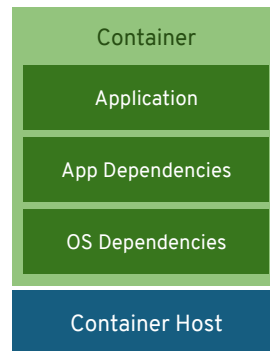 Container
Application
App Dependencies
OS Dependencies
Container Host